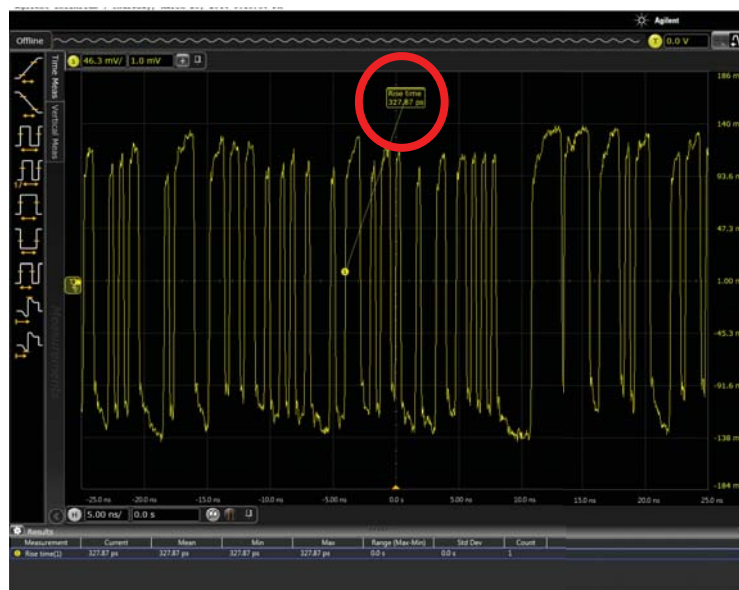 Agilent
Offline
46.3 mV/
1.0 mV
T
0.0 V
Time Meas
Vertical Meas
Measurements
Rise time
327.87 ps
186 m
140 m
93.6 m
47.3 m
1.00 m
-45.3 m
-91.6 m
-138 m
-184 m
-25.0 ns -20.0 ns -10.0 ns -5.00 ns 0.0 s 5.00 ns 10.0 ns 15.0 ns 20.0 ns 25.0 ns
H 5.00 ns/ 0.0 s
Results
Measurement Current Mean Min Max Range (Max-Min) Std Dev Count
Rise time(1) 327.87 ps 327.87 ps 327.87 ps 327.87 ps 0.0 s 0.0 s 1